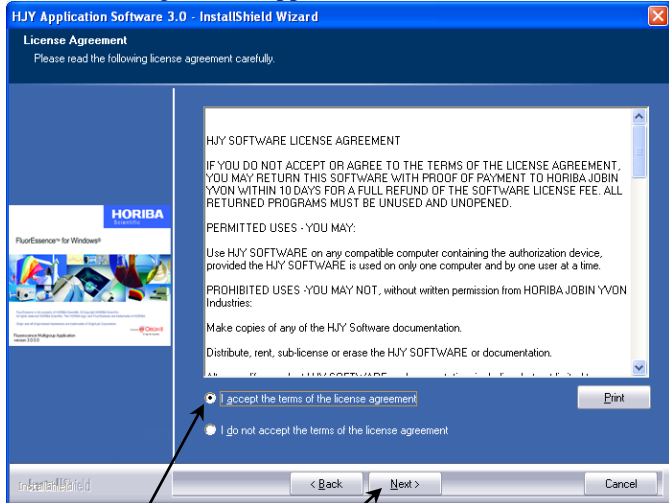 HJY Application Software 3.0 - InstallShield Wizard
License Agreement
Please read the following license agreement carefully.
HJY SOFTWARE LICENSE AGREEMENT
IF YOU DO NOT ACCEPT OR AGREE TO THE TERMS OF THE LICENSE AGREEMENT,
YOU MAY RETURN THIS SOFTWARE WITH PROOF OF PAYMENT TO HORIBA JOBIN
YVON WITHIN 10 DAYS FOR A FULL REFUND OF THE SOFTWARE LICENSE FEE. ALL
RETURNED PROGRAMS MUST BE UNUSED AND UNOPENED.
PERMITTED USES - YOU MAY:
Use HJY SOFTWARE on any compatible computer containing the authorization device,
provided the HJY SOFTWARE is used on only one computer and by one user at a time.
PROHIBITED USES -YOU MAY NOT, without written permission from HORIBA JOBIN YVON
Industries:
Make copies of any of the HJY Software documentation.
Distribute, rent, sub-license or erase the HJY SOFTWARE or documentation.
HORIBA
Scientific
FluorEssence™ for Windows®
I accept the terms of the license agreement
Print
I do not accept the terms of the license agreement
InstallShield
< Back
Next >
Cancel